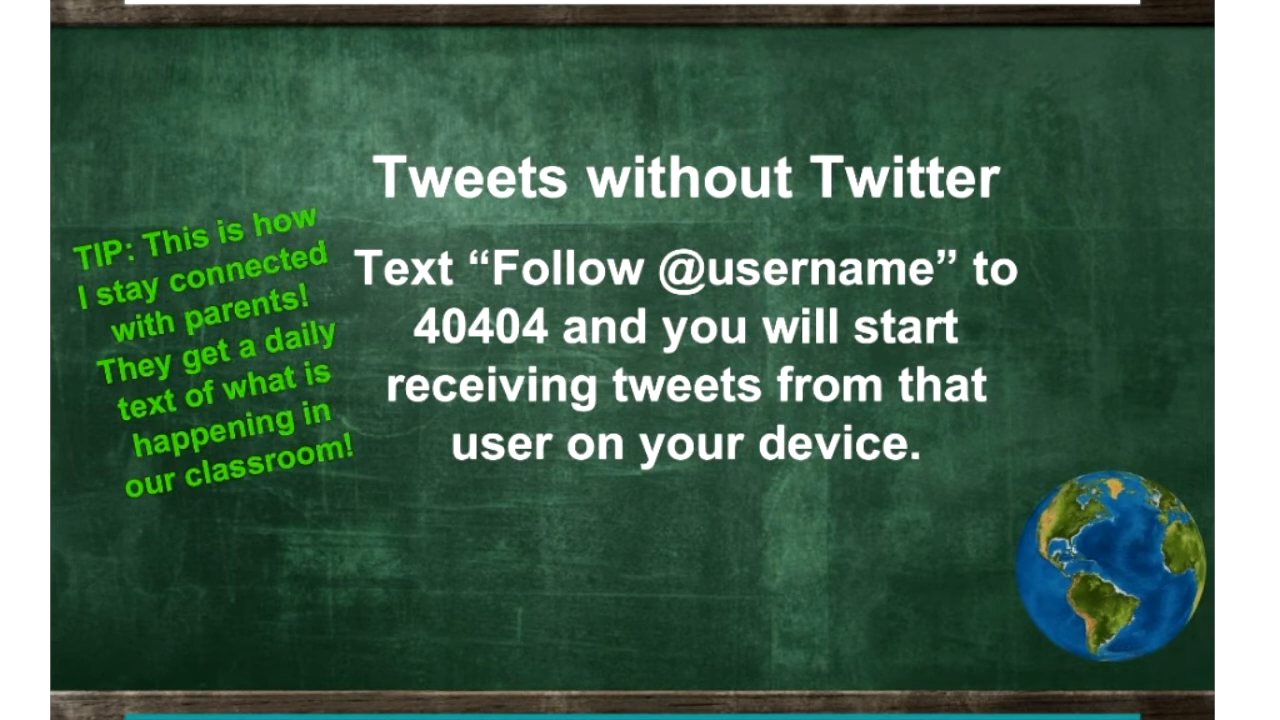 Tweets without Twitter
TIP: This is how
I stay connected
with parents!
They get a daily
text of what is
happening in
our classroom!
Text “Follow @username” to
40404 and you will start
receiving tweets from that
user on your device.